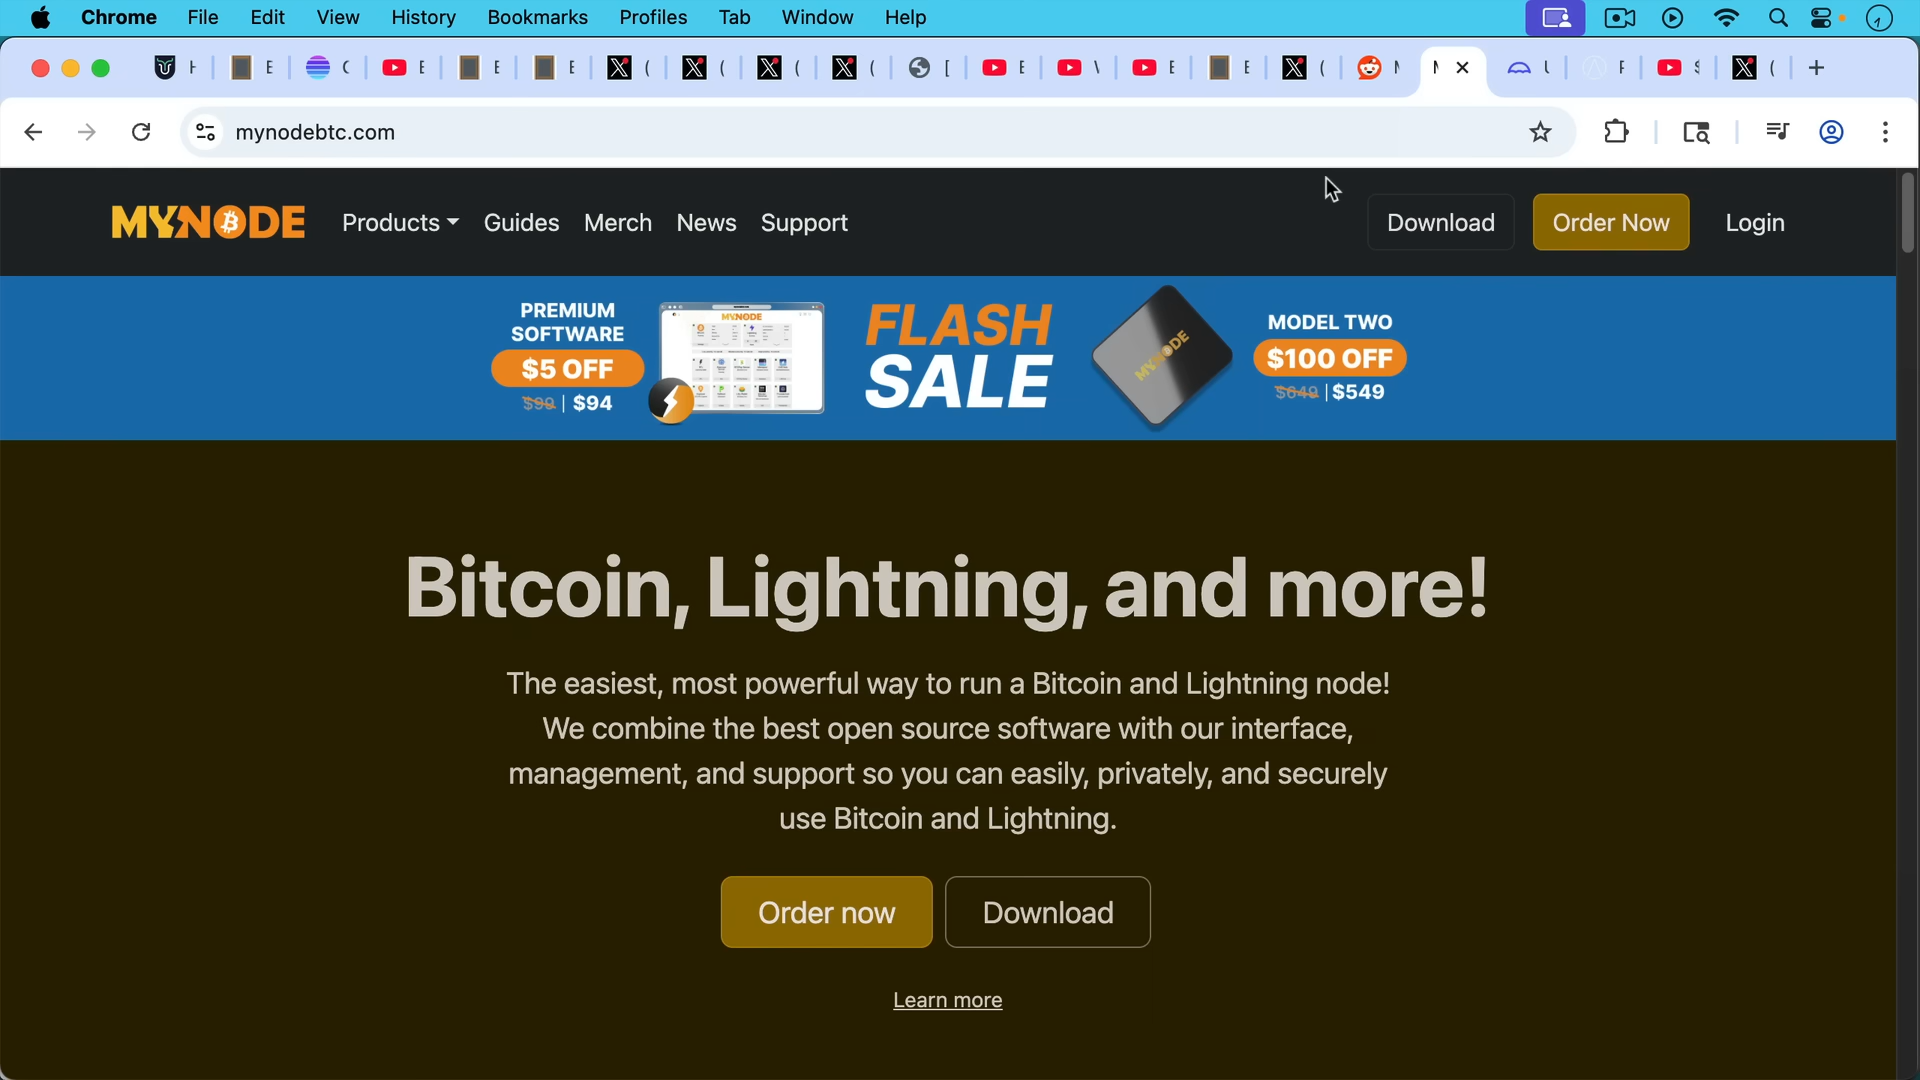 Chrome File Edit View History Bookmarks Profiles Tab Window Help
mynodebtc.com
MYNODE Products Guides Merch News Support Download Order Now Login
PREMIUM
SOFTWARE
$5 OFF
$99 | $94
MYNODE
FLASH
SALE
MYNODE
MODEL TWO
$100 OFF
$649 | $549
Bitcoin, Lightning, and more!
The easiest, most powerful way to run a Bitcoin and Lightning node!
We combine the best open source software with our interface,
management, and support so you can easily, privately, and securely
use Bitcoin and Lightning.
Order now Download
Learn more